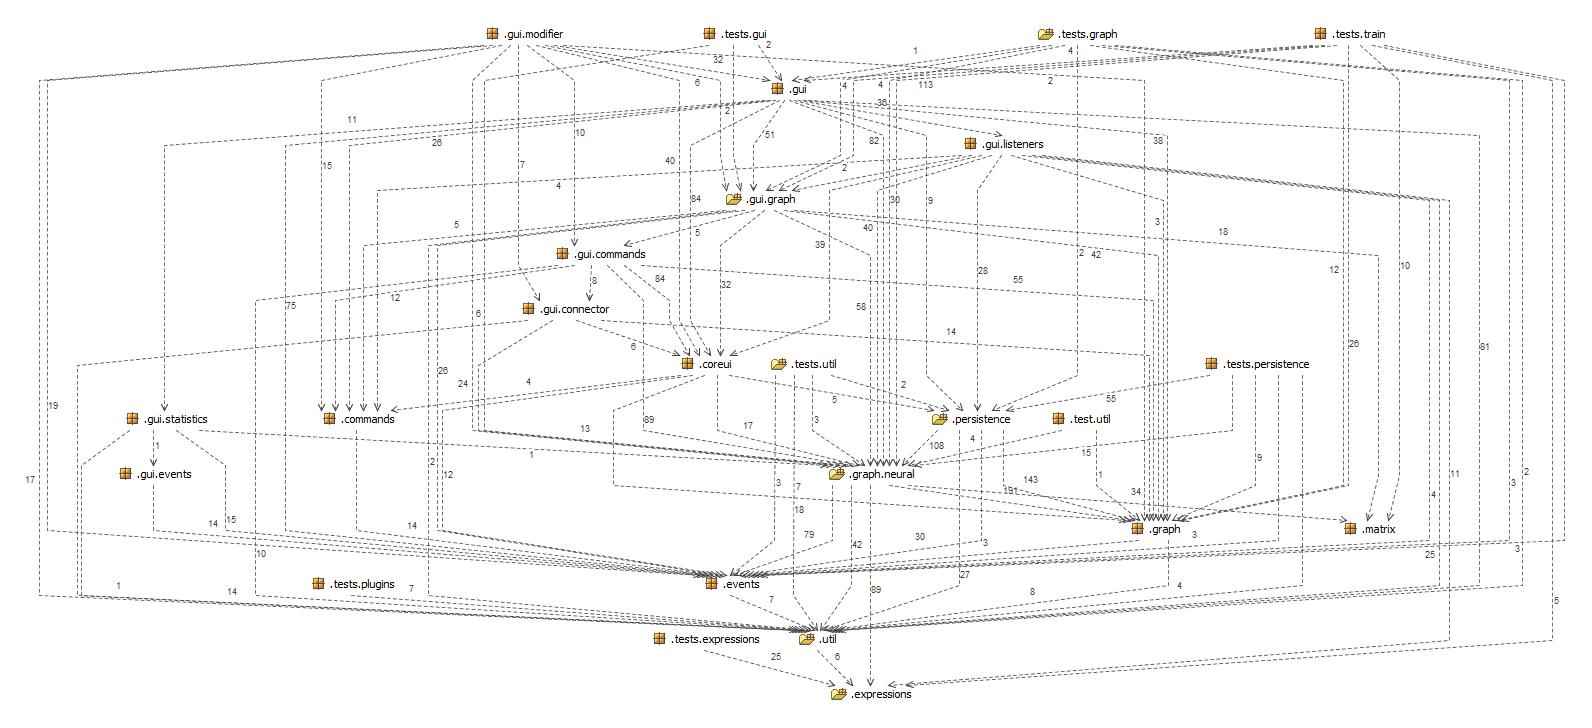 .gui.modifier .tests.gui .tests.graph .tests.train
2 1 4
32
6 4 4 113 2
.gui
36
2
11 10 51
26 82 38
.gui.listeners
15 7 40 2
4
84 30 9 3
.gui.graph
5 5 40 18
39
.gui.commands
2 42
10
84 28 12
8 32 55
12
75 58
.gui.connector
6 14
6 26 81
.coreui .tests.util .tests.persistence
26
24 4 2
5 55
19
.gui.statistics .commands .persistence .test.util
89 3
13 17 4
1 108
1 15 9
2
.gui.events .graph.neural
12 1 11 2
17 143
3 7 3
191 34 4
18
15
14 14 .graph .matrix
79 30 3
42 3 3
10 25
27
.tests.plugins .events
1 7 8 4
14 89
7 5
.tests.expressions .util
25 6
.expressions